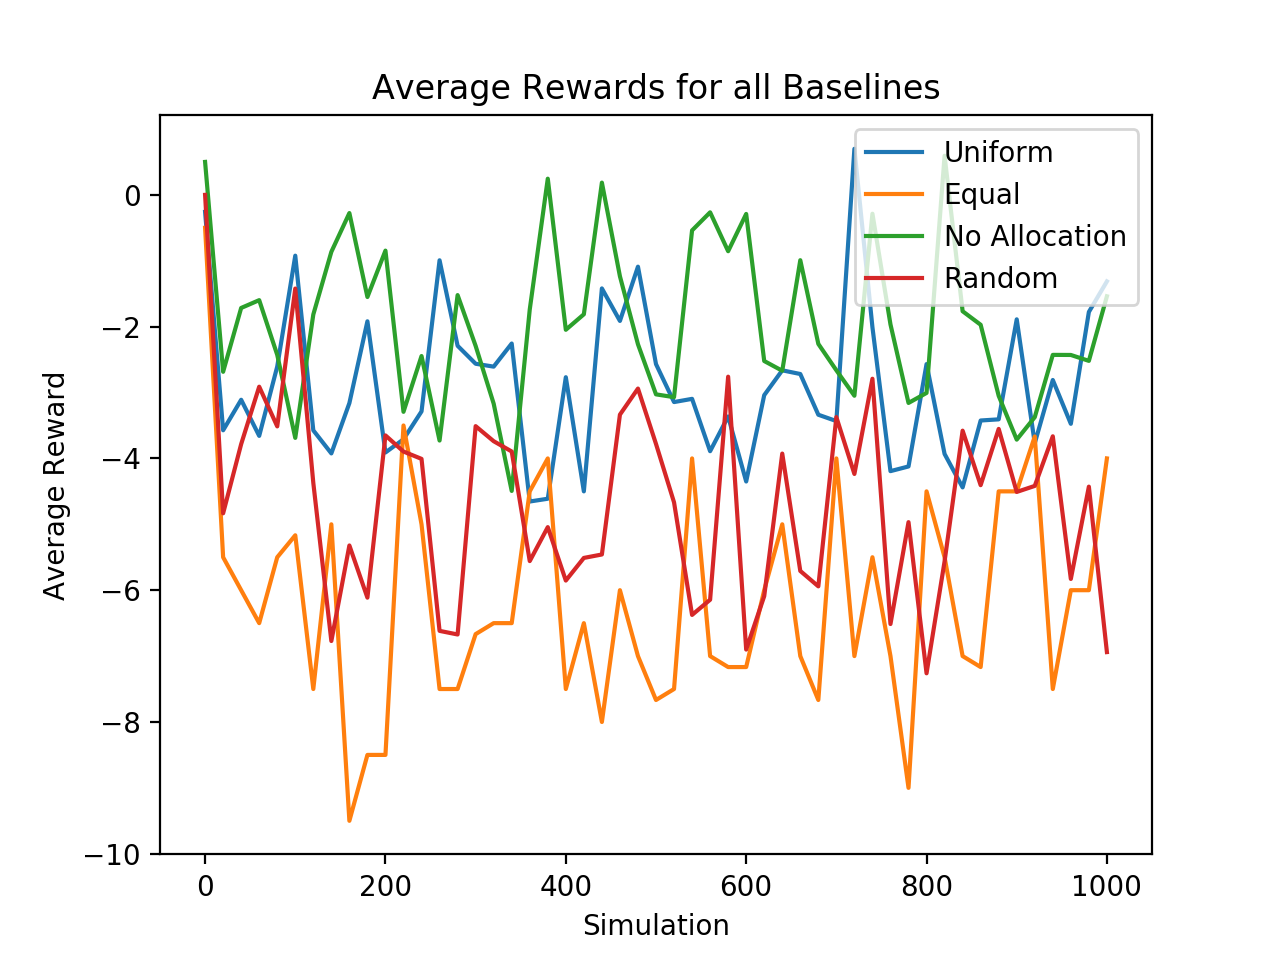 Average Rewards for all Baselines
Uniform
Equal
No Allocation
Random
Average Reward
0
−2
−4
−6
−8
−10
0 200 400 600 800 1000
Simulation